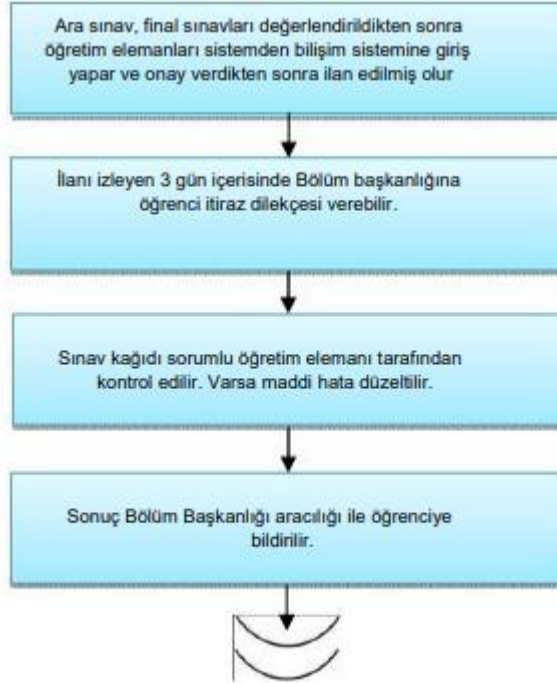 Ara sınav, final sınavları değerlendirildikten sonra
öğretim elemanları sistemden bilişim sistemine giriş
yapar ve onay verdikten sonra ilan edilmiş olur
İlanı izleyen 3 gün içerisinde Bölüm başkanlığına
öğrenci itiraz dilekçesi verebilir.
Sınav kağıdı sorumlu öğretim elemanı tarafından
kontrol edilir. Varsa maddi hata düzeltilir.
Sonuç Bölüm Başkanlığı aracılığı ile öğrenciye
bildirilir.